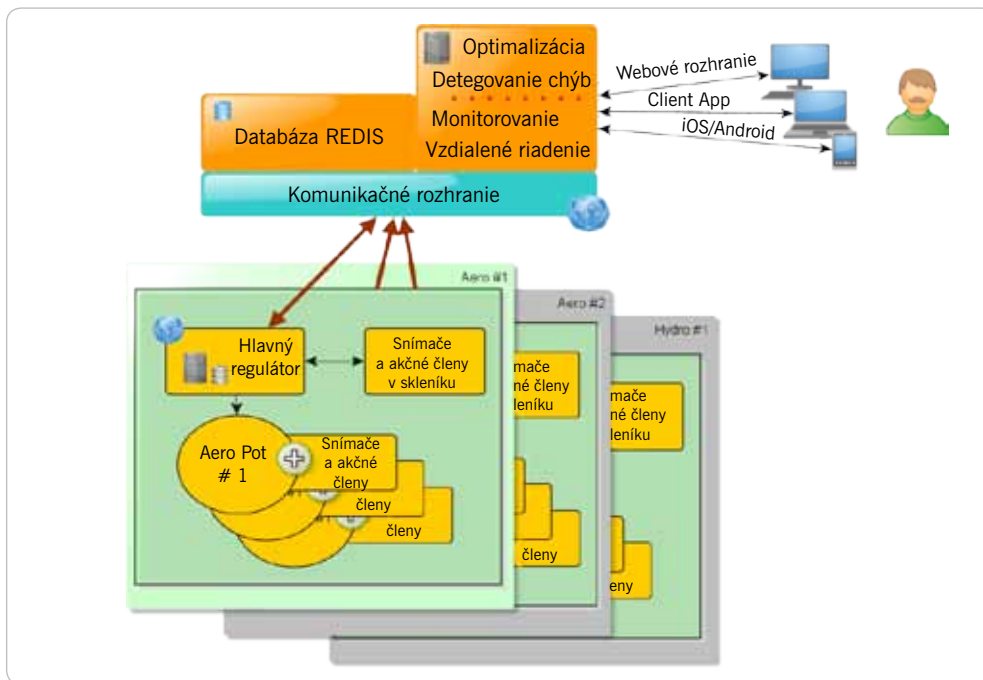 Optimalizácia
Detegovanie chýb
Monitorovanie
Vzdialené riadenie
Databáza REDIS
Komunikačné rozhranie
Webové rozhranie
Client App
iOS/Android
Aero #1
Hlavný
regulátor
Snímače
a akčné členy
v skleníku
Aero Pot
# 1
Snímače
a akčné
členy
členy
členy
Aero #2
mače
né členy
leníku
členy
Hydro #1
mače
né členy
leníku
eny